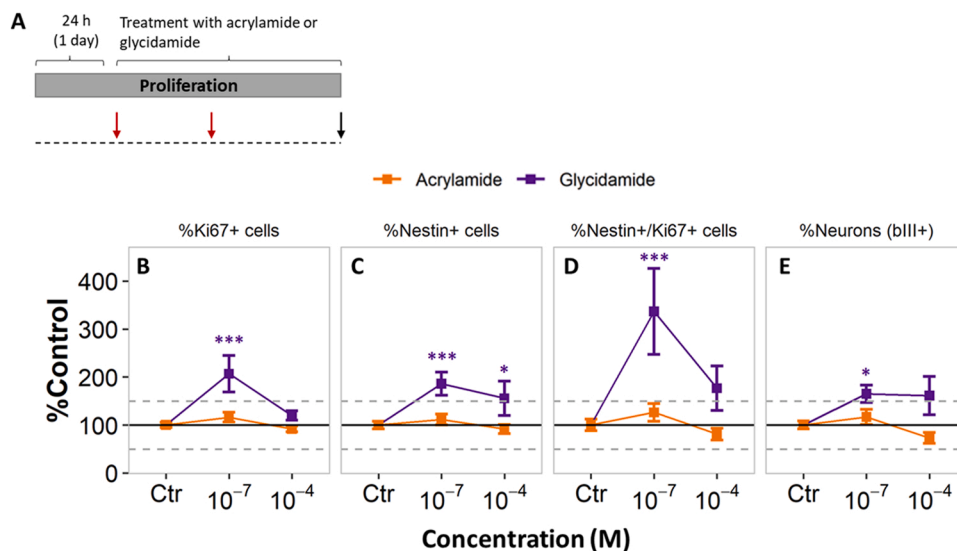 A
24 h
(1 day)
Treatment with acrylamide or
glycidamide
Proliferation
Acrylamide Glycidamide
%Ki67+ cells %Nestin+ cells %Nestin+/Ki67+ cells %Neurons (bIII+)
B C D E
*** *** * *** *
%Control
400
300
200
100
0
Ctr 10⁻⁷ 10⁻⁴ Ctr 10⁻⁷ 10⁻⁴ Ctr 10⁻⁷ 10⁻⁴ Ctr 10⁻⁷ 10⁻⁴
Concentration (M)